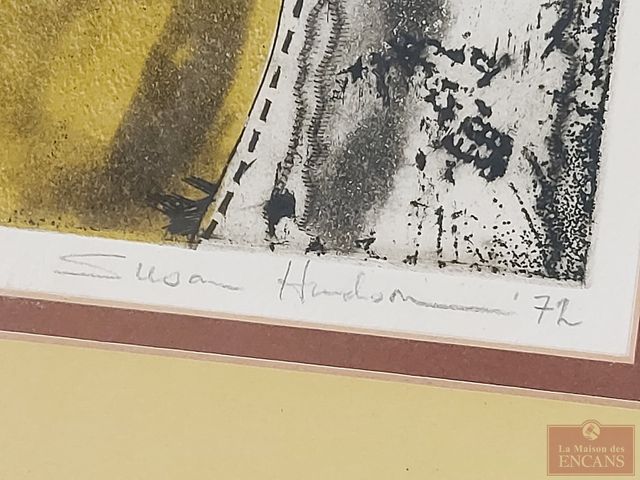 Susan Hudson '72
La Maison des
ENCANS